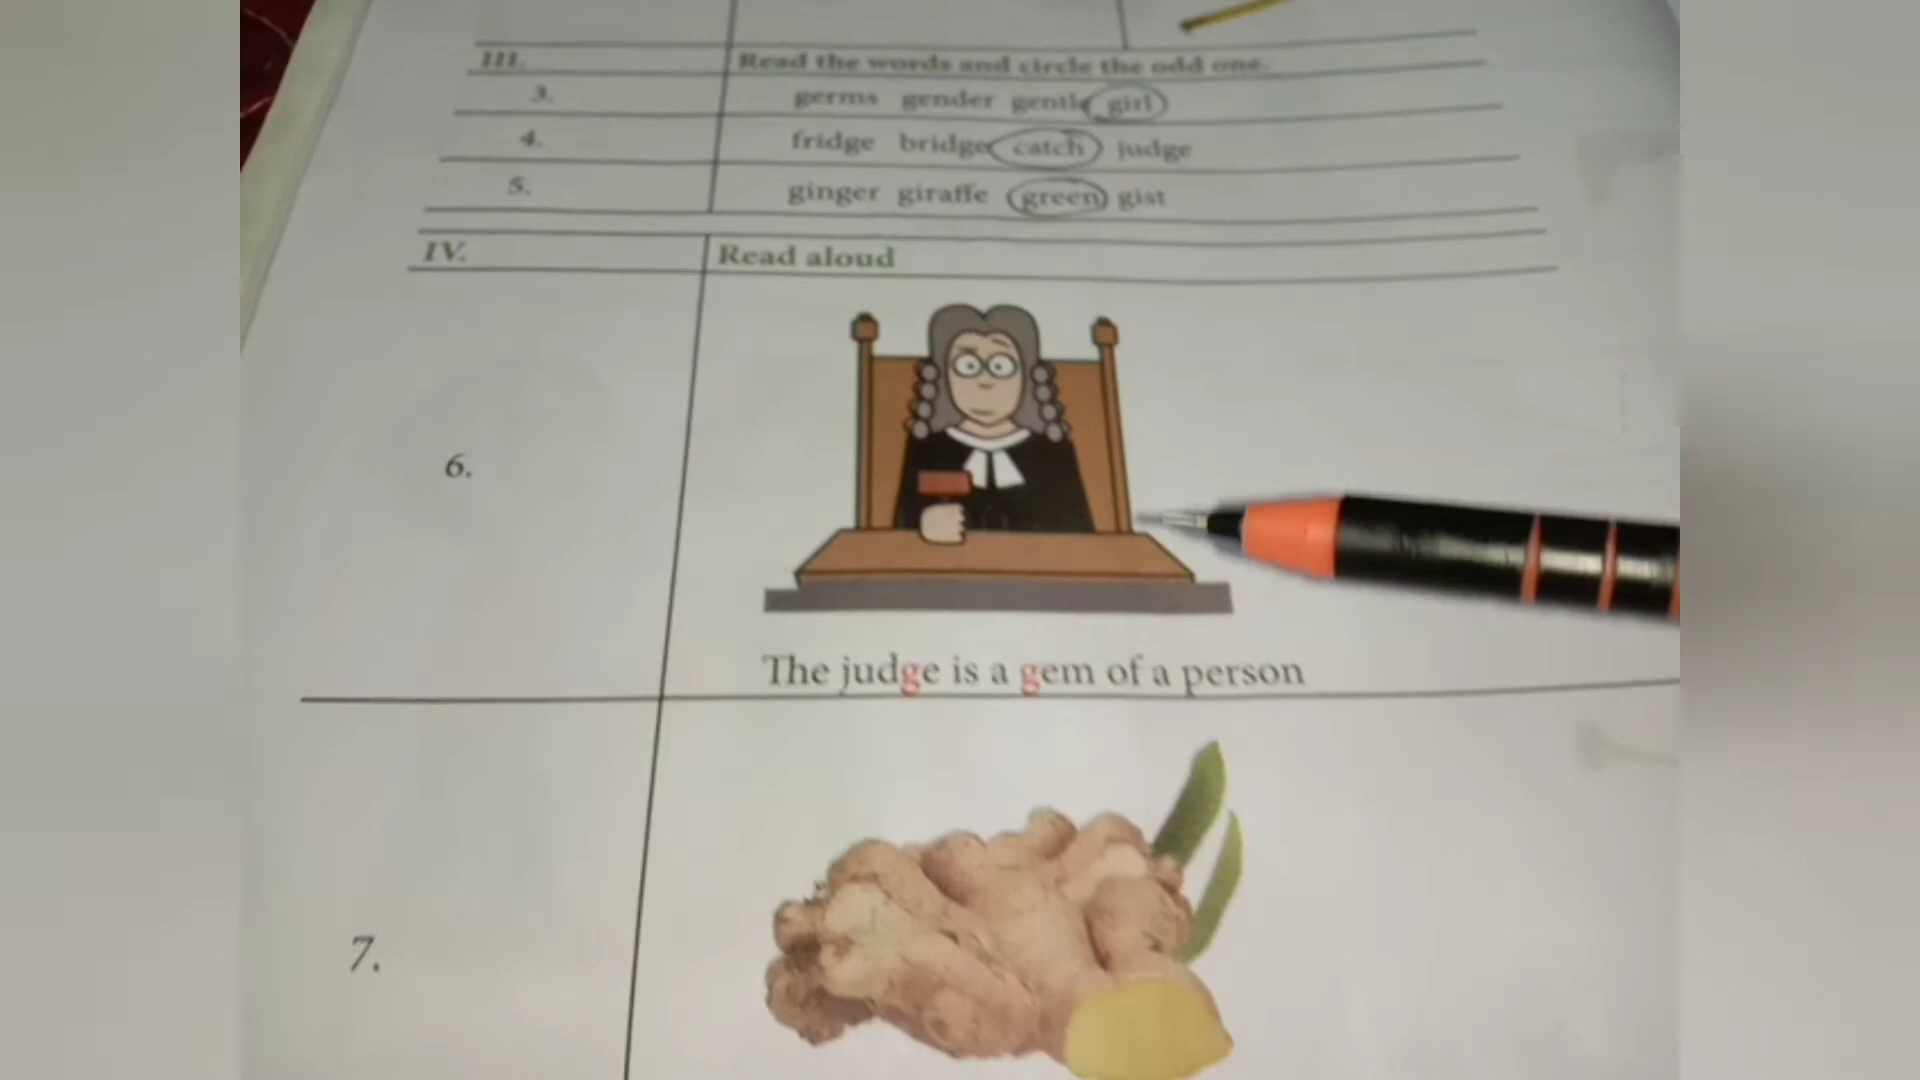 III. Read the words and circle the odd one.
3. germs gender gentle girl
4. fridge bridge catch judge
5. ginger giraffe green gist
IV. Read aloud
6.
The judge is a gem of a person
7.